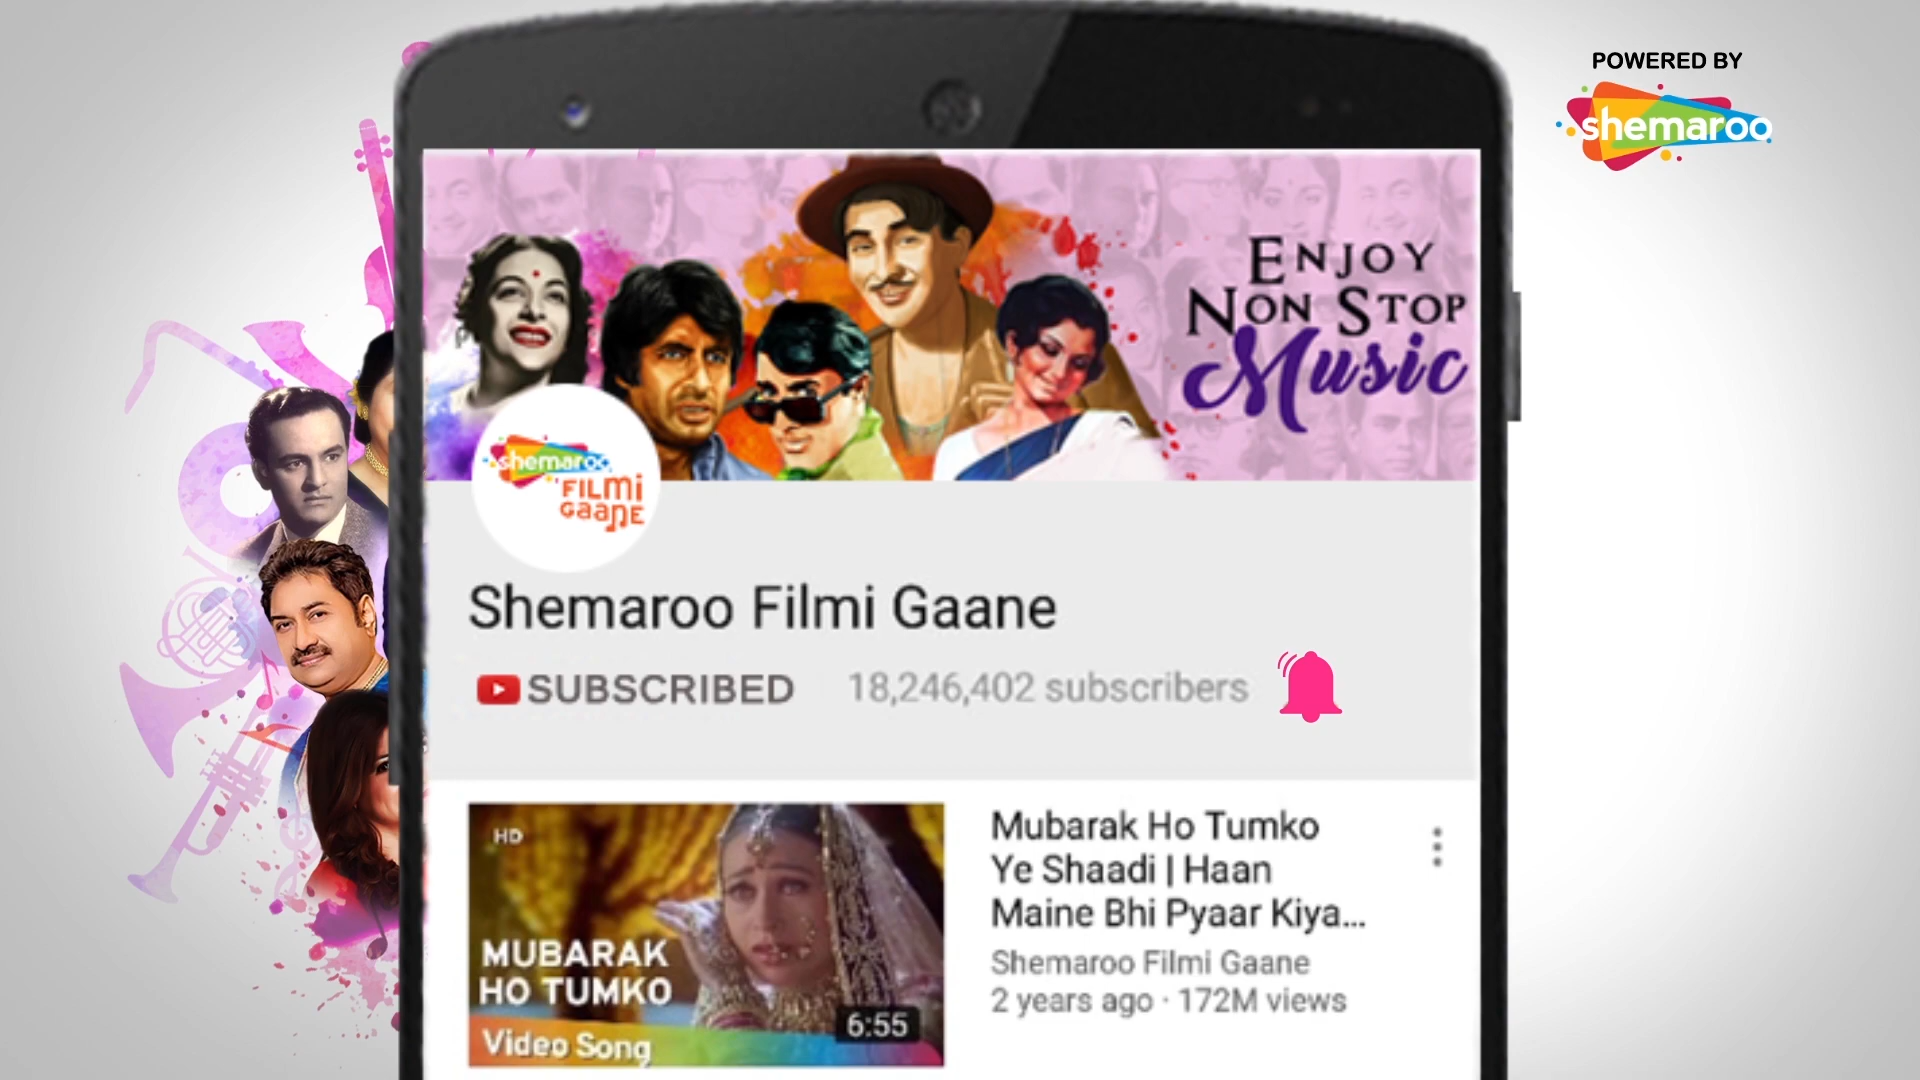 POWERED BY
shemaroo
ENJOY
NON STOP
Music
shemaroo
FILMI
GAANE
Shemaroo Filmi Gaane
SUBSCRIBED 18,246,402 subscribers
HD
MUBARAK
HO TUMKO
Video Song
6:55
Mubarak Ho Tumko
Ye Shaadi | Haan
Maine Bhi Pyaar Kiya...
Shemaroo Filmi Gaane
2 years ago · 172M views